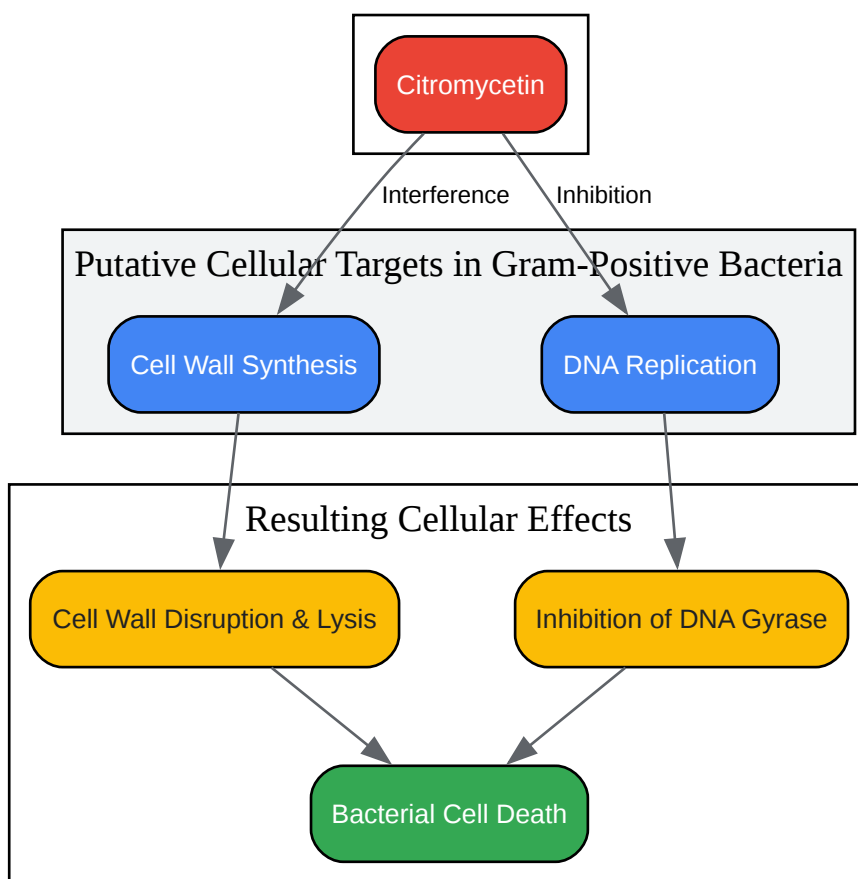 Citromycetin
Interference
Inhibition
Putative Cellular Targets in Gram-Positive Bacteria
Cell Wall Synthesis
DNA Replication
Resulting Cellular Effects
Cell Wall Disruption & Lysis
Inhibition of DNA Gyrase
Bacterial Cell Death